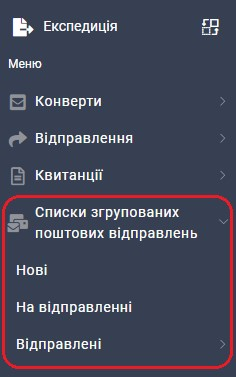 Експедиція
Меню
Конверти
Відправлення
Квитанції
Списки згрупованих
поштових відправлень
Нові
На відправленні
Відправлені